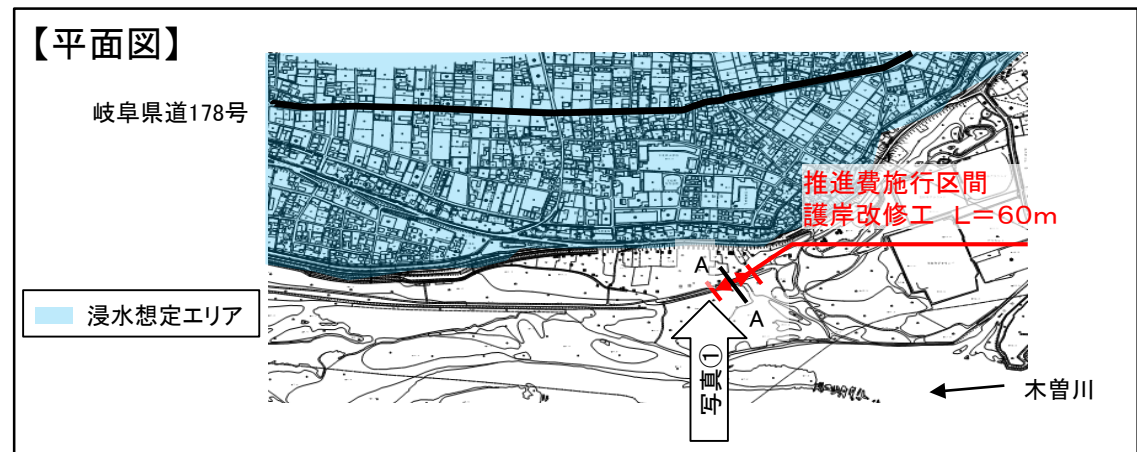 【平面図】
岐阜県道178号
推進費施行区間
護岸改修工 L=60m
A
A
浸水想定エリア
写真①
木曽川